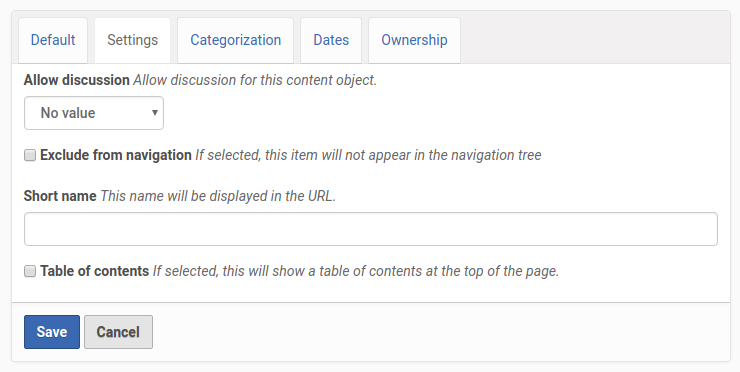 Default Settings Categorization Dates Ownership
Allow discussion Allow discussion for this content object.
No value
Exclude from navigation If selected, this item will not appear in the navigation tree
Short name This name will be displayed in the URL.
Table of contents If selected, this will show a table of contents at the top of the page.
Save Cancel